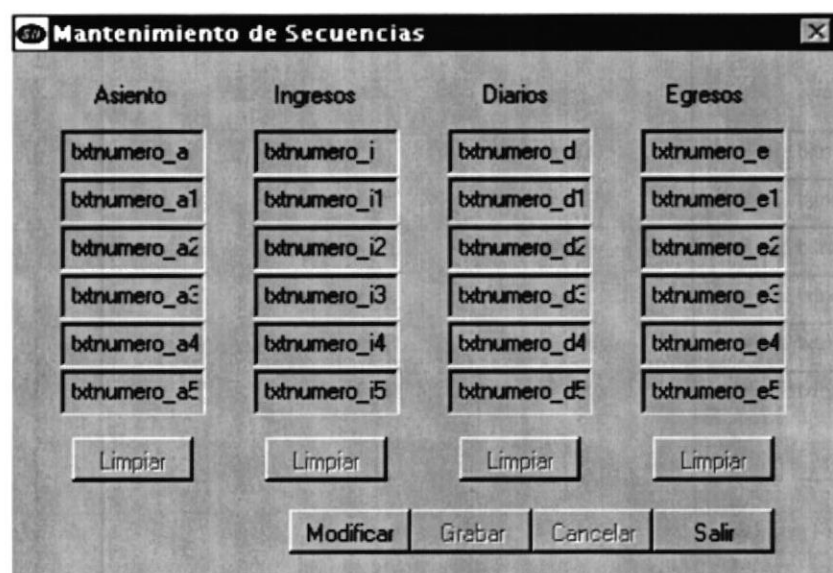 Mantenimiento de Secuencias
Asiento Ingresos Diarios Egresos
txtnumero_a txtnumero_i txtnumero_d txtnumero_e
txtnumero_a1 txtnumero_i1 txtnumero_d1 txtnumero_e1
txtnumero_a2 txtnumero_i2 txtnumero_d2 txtnumero_e2
txtnumero_a3 txtnumero_i3 txtnumero_d3 txtnumero_e3
txtnumero_a4 txtnumero_i4 txtnumero_d4 txtnumero_e4
txtnumero_a5 txtnumero_i5 txtnumero_d5 txtnumero_e5
Limpiar Limpiar Limpiar Limpiar
Modificar Grabar Cancelar Salir